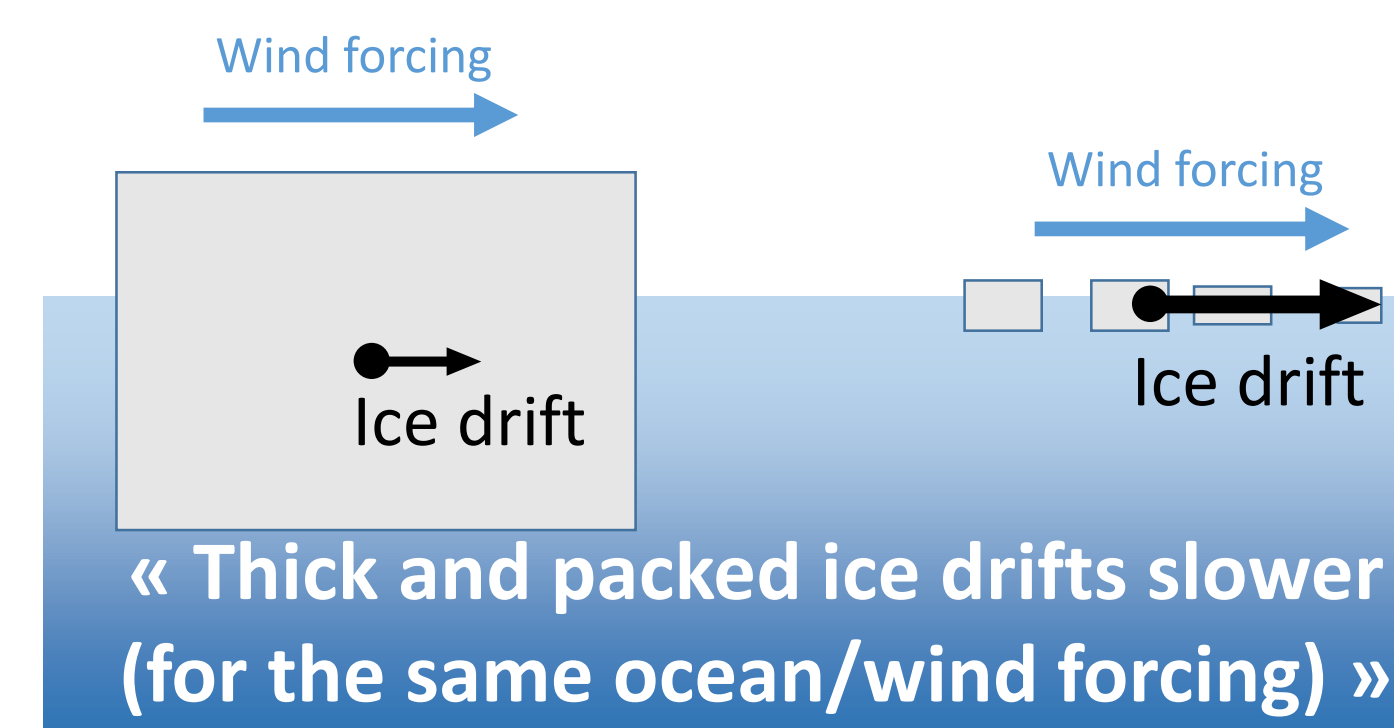 Wind forcing
Wind forcing
Ice drift
Ice drift
« Thick and packed ice drifts slower
(for the same ocean/wind forcing) »